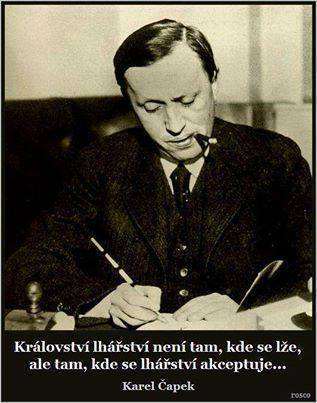 Království lhářství není tam, kde se lže,
ale tam, kde se lhářství akceptuje...
Karel Čapek
rosco